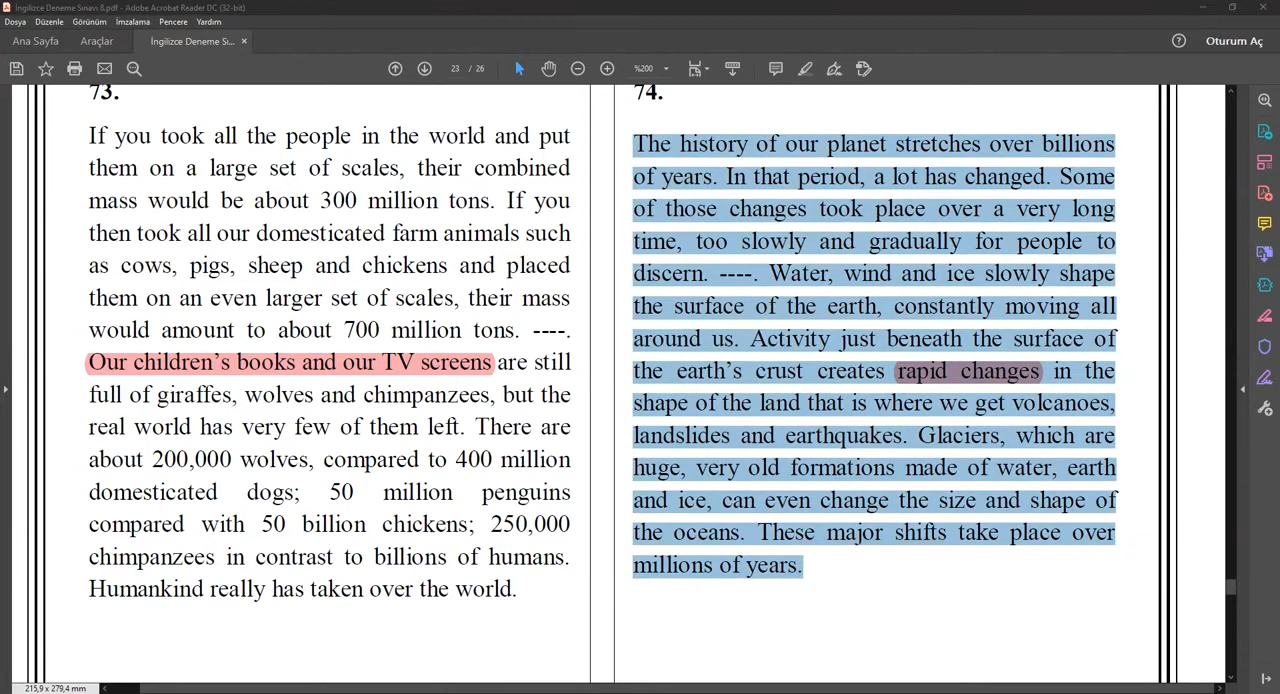 İngilizce Deneme Sınavı 8.pdf - Adobe Acrobat Reader DC (32-bit)
Dosya Düzenle Görünüm İmzalama Pencere Yardım
Ana Sayfa Araçlar İngilizce Deneme Sı... × Oturum Aç
23 / 26 %200
73.
If you took all the people in the world and put
them on a large set of scales, their combined
mass would be about 300 million tons. If you
then took all our domesticated farm animals such
as cows, pigs, sheep and chickens and placed
them on an even larger set of scales, their mass
would amount to about 700 million tons. ----.
Our children's books and our TV screens are still
full of giraffes, wolves and chimpanzees, but the
real world has very few of them left. There are
about 200,000 wolves, compared to 400 million
domesticated dogs; 50 million penguins
compared with 50 billion chickens; 250,000
chimpanzees in contrast to billions of humans.
Humankind really has taken over the world.
74.
The history of our planet stretches over billions
of years. In that period, a lot has changed. Some
of those changes took place over a very long
time, too slowly and gradually for people to
discern. ----. Water, wind and ice slowly shape
the surface of the earth, constantly moving all
around us. Activity just beneath the surface of
the earth's crust creates rapid changes in the
shape of the land that is where we get volcanoes,
landslides and earthquakes. Glaciers, which are
huge, very old formations made of water, earth
and ice, can even change the size and shape of
the oceans. These major shifts take place over
millions of years.
215,9 x 279,4 mm